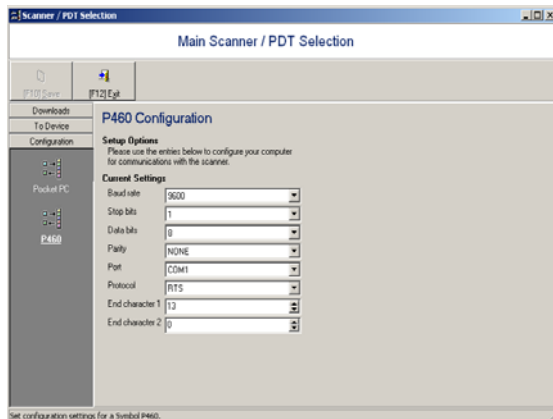 Scanner / PDT Selection
Main Scanner / PDT Selection
[F10] Save
[F12] Exit
Downloads
To Device
Configuration
Pocket PC
P460
P460 Configuration
Setup Options
Please use the entries below to configure your computer
for communications with the scanner.
Current Settings
Baud rate 9600
Stop bits 1
Data bits 8
Parity NONE
Port COM1
Protocol RTS
End character 1 13
End character 2 0
Set configuration settings for a Symbol P460.